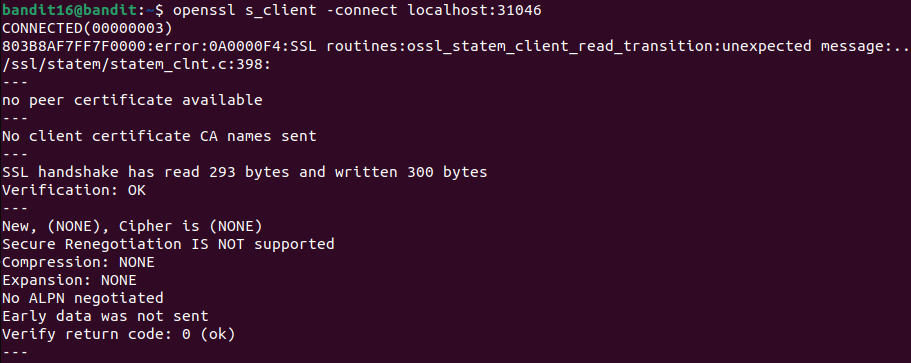 bandit16@bandit:~$ openssl s_client -connect localhost:31046
CONNECTED(00000003)
803B8AF7FF7F0000:error:0A0000F4:SSL routines:ossl_statem_client_read_transition:unexpected message:..
/ssl/statem/statem_clnt.c:398:
---
no peer certificate available
---
No client certificate CA names sent
---
SSL handshake has read 293 bytes and written 300 bytes
Verification: OK
---
New, (NONE), Cipher is (NONE)
Secure Renegotiation IS NOT supported
Compression: NONE
Expansion: NONE
No ALPN negotiated
Early data was not sent
Verify return code: 0 (ok)
---